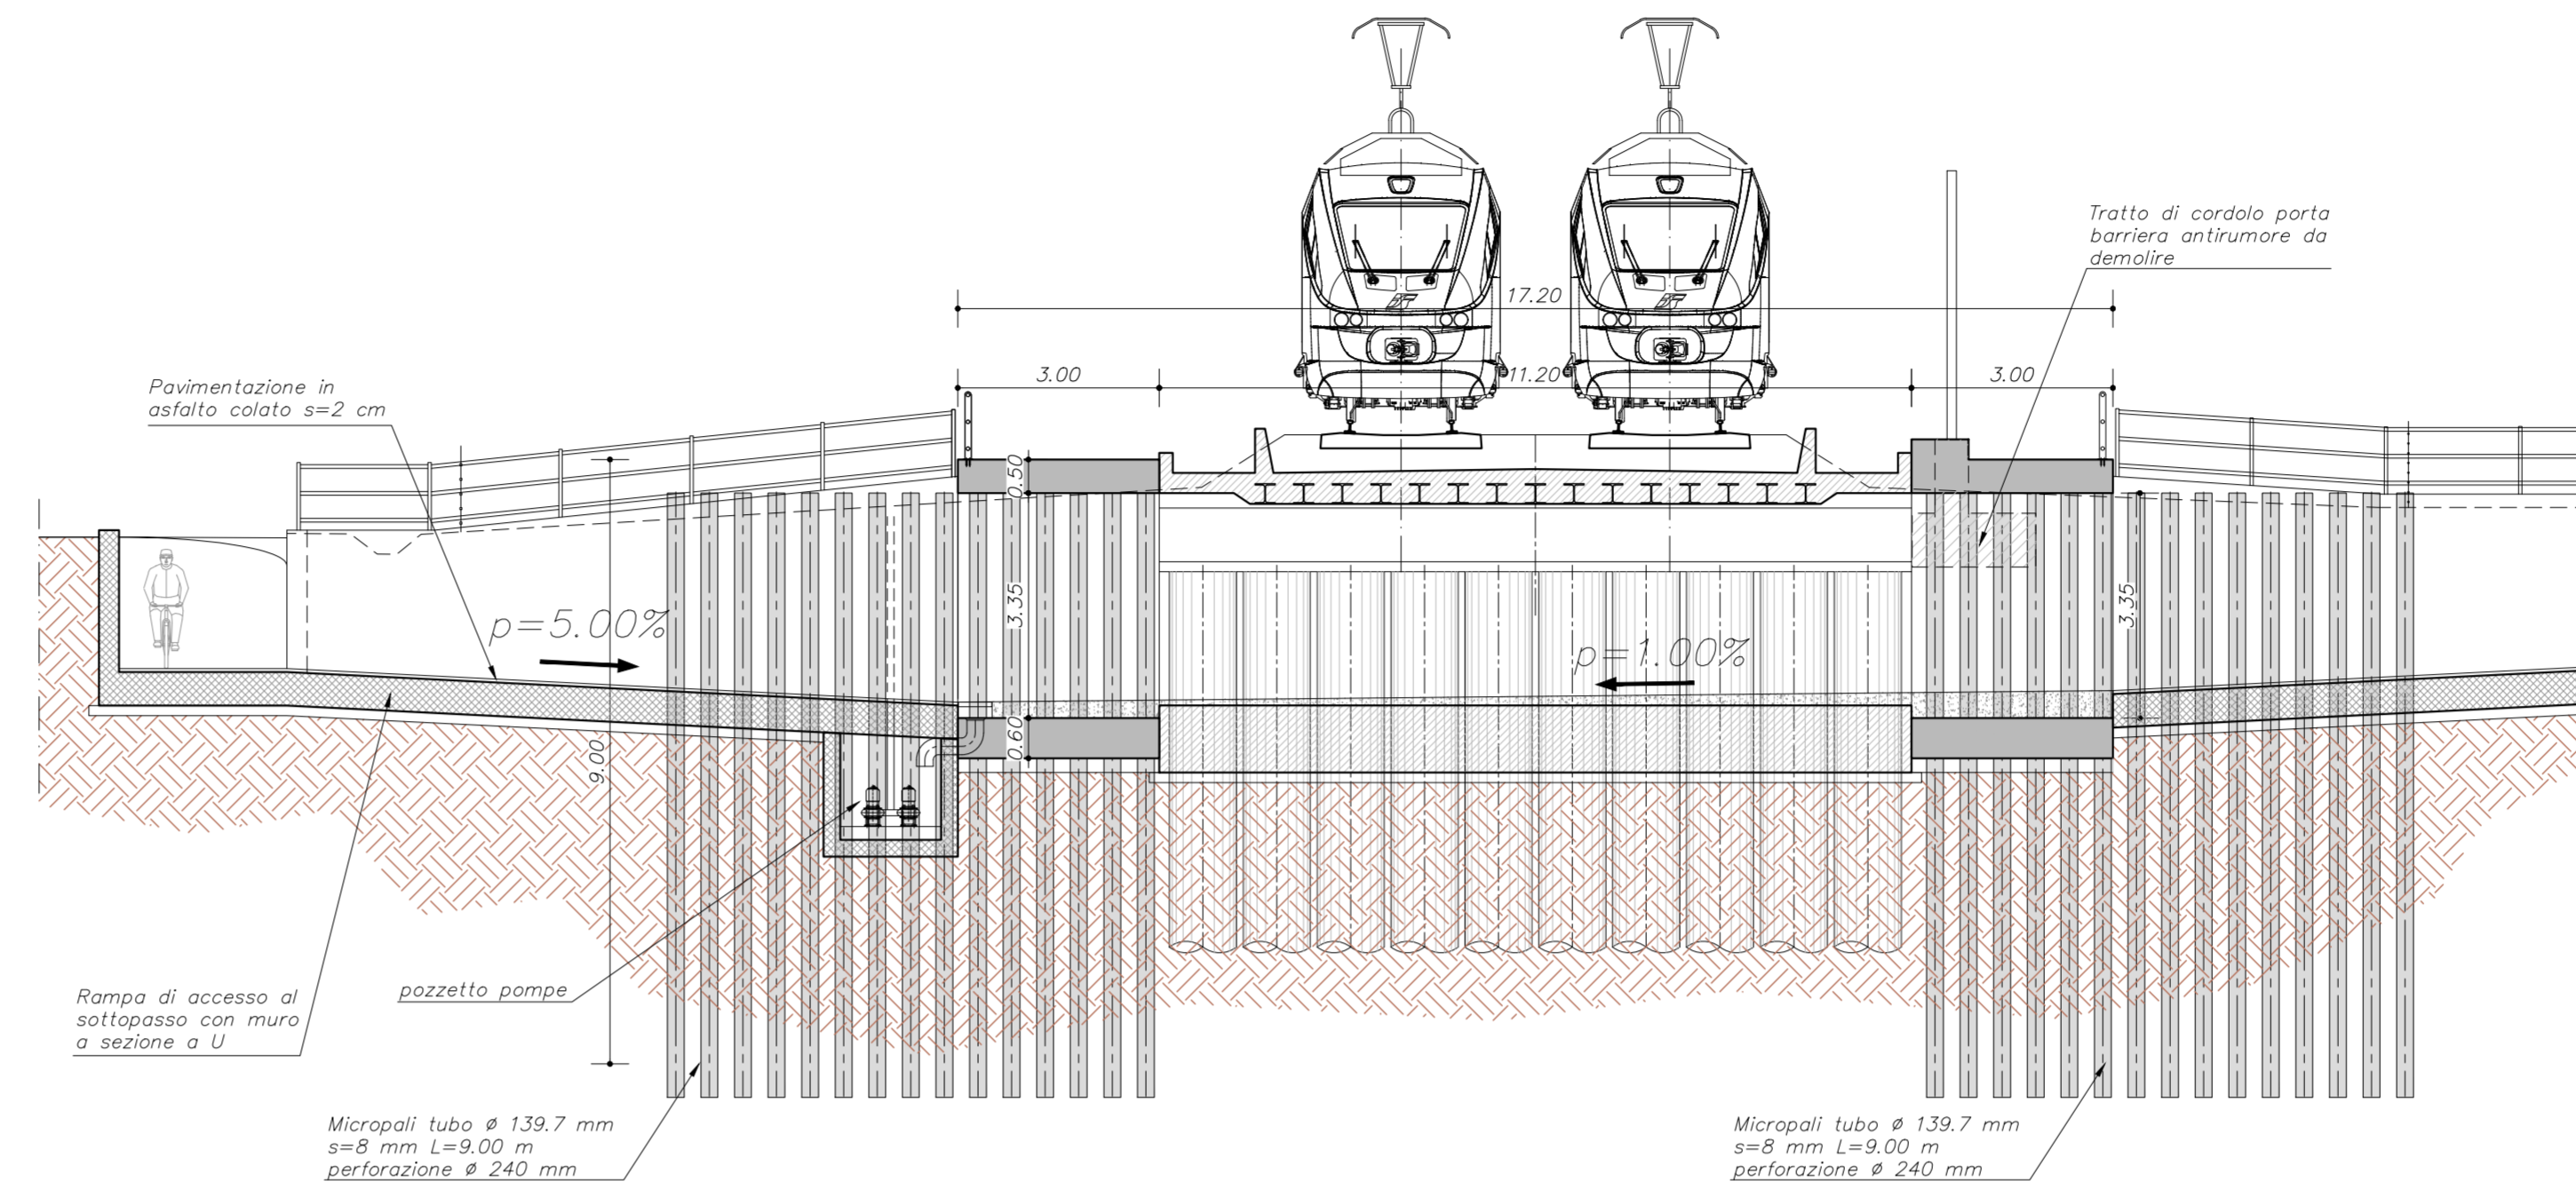 Tratto di cordolo porta
barriera antirumore da
demolire
17.20
3.00
11.20
3.00
Pavimentazione in
asfalto colato s=2 cm
0.50
3.35
3.35
p=5.00%
p=1.00%
0.60
9.00
Rampa di accesso al
sottopasso con muro
a sezione a U
pozzetto pompe
Micropali tubo ø 139.7 mm
s=8 mm L=9.00 m
perforazione ø 240 mm
Micropali tubo ø 139.7 mm
s=8 mm L=9.00 m
perforazione ø 240 mm